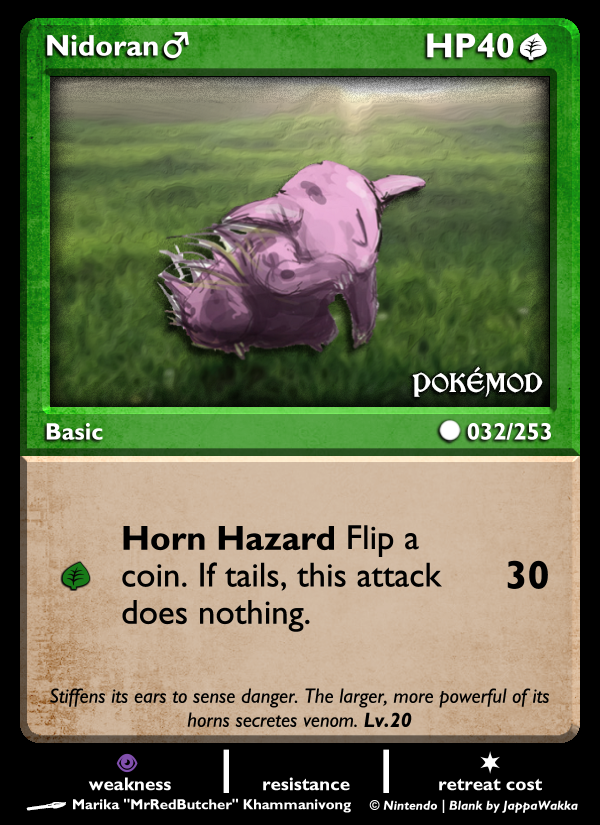 Nidoran♂ HP40
POKÉMOD
Basic 032/253
Horn Hazard Flip a
coin. If tails, this attack 30
does nothing.
Stiffens its ears to sense danger. The larger, more powerful of its
horns secretes venom. Lv.20
weakness resistance retreat cost
Marika "MrRedButcher" Khammanivong © Nintendo | Blank by JappaWakka